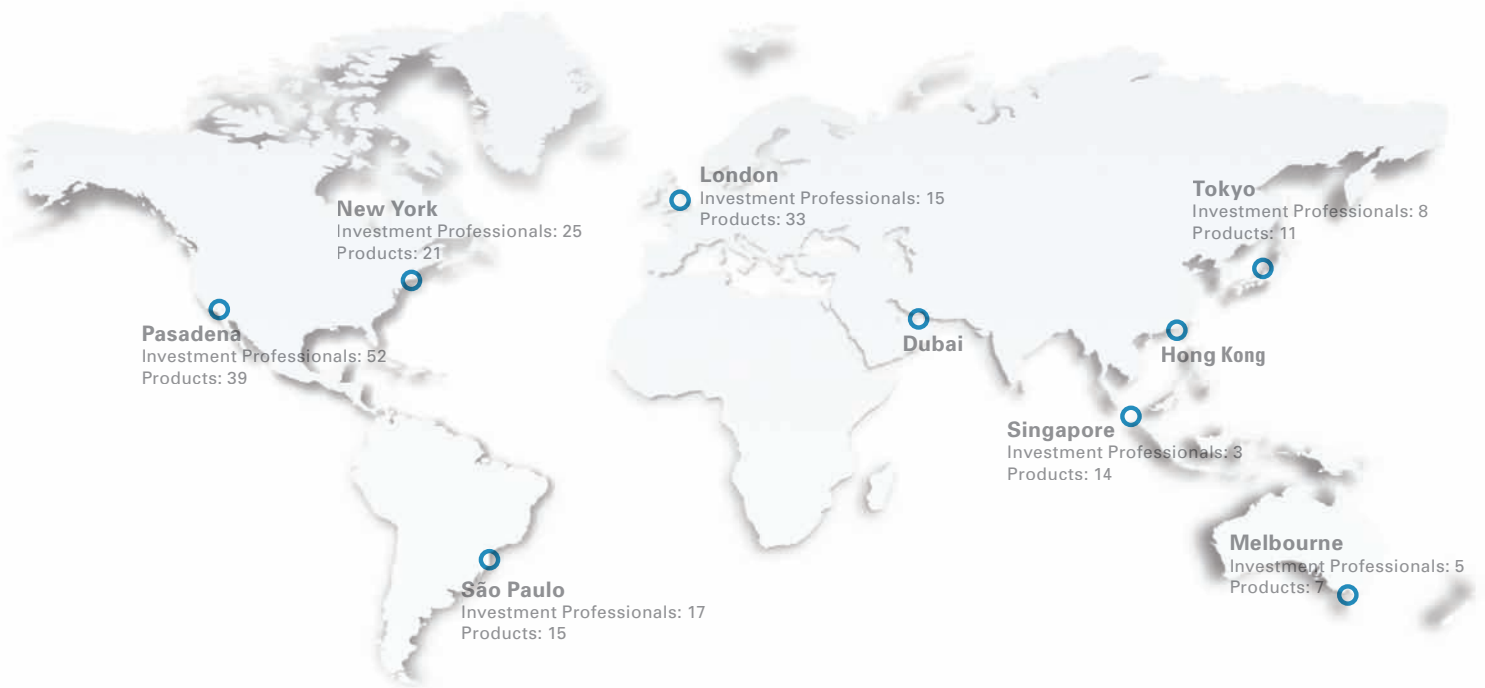 London
Investment Professionals: 15
Products: 33
Tokyo
Investment Professionals: 8
Products: 11
New York
Investment Professionals: 25
Products: 21
Pasadena
Investment Professionals: 52
Products: 39
Dubai
Hong Kong
Singapore
Investment Professionals: 3
Products: 14
Melbourne
Investment Professionals: 5
Products: 7
São Paulo
Investment Professionals: 17
Products: 15